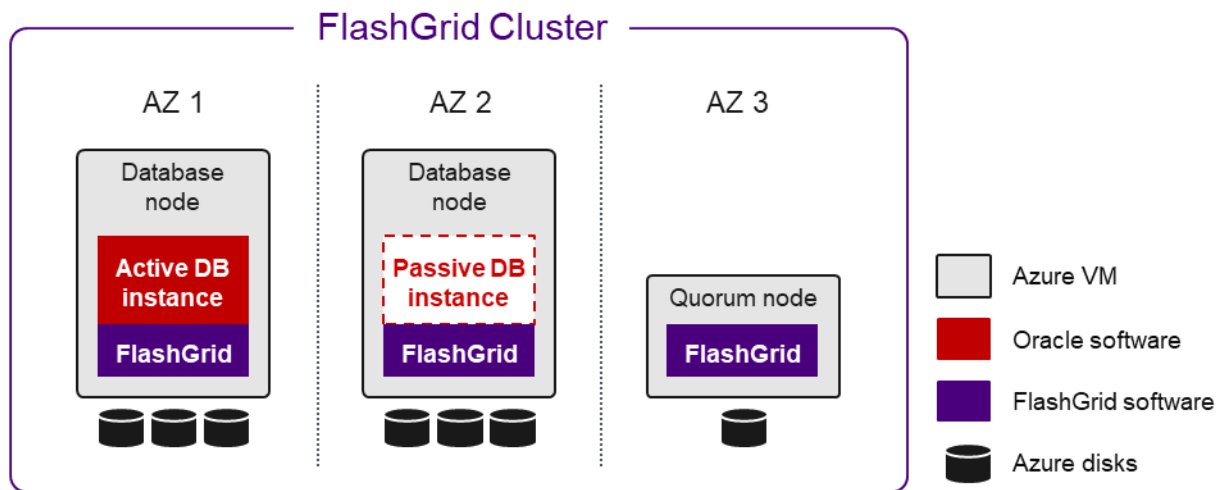 FlashGrid Cluster
AZ 1
AZ 2
AZ 3
Database
node
Active DB
instance
FlashGrid
Database
node
Passive DB
instance
FlashGrid
Quorum node
FlashGrid
Azure VM
Oracle software
FlashGrid software
Azure disks